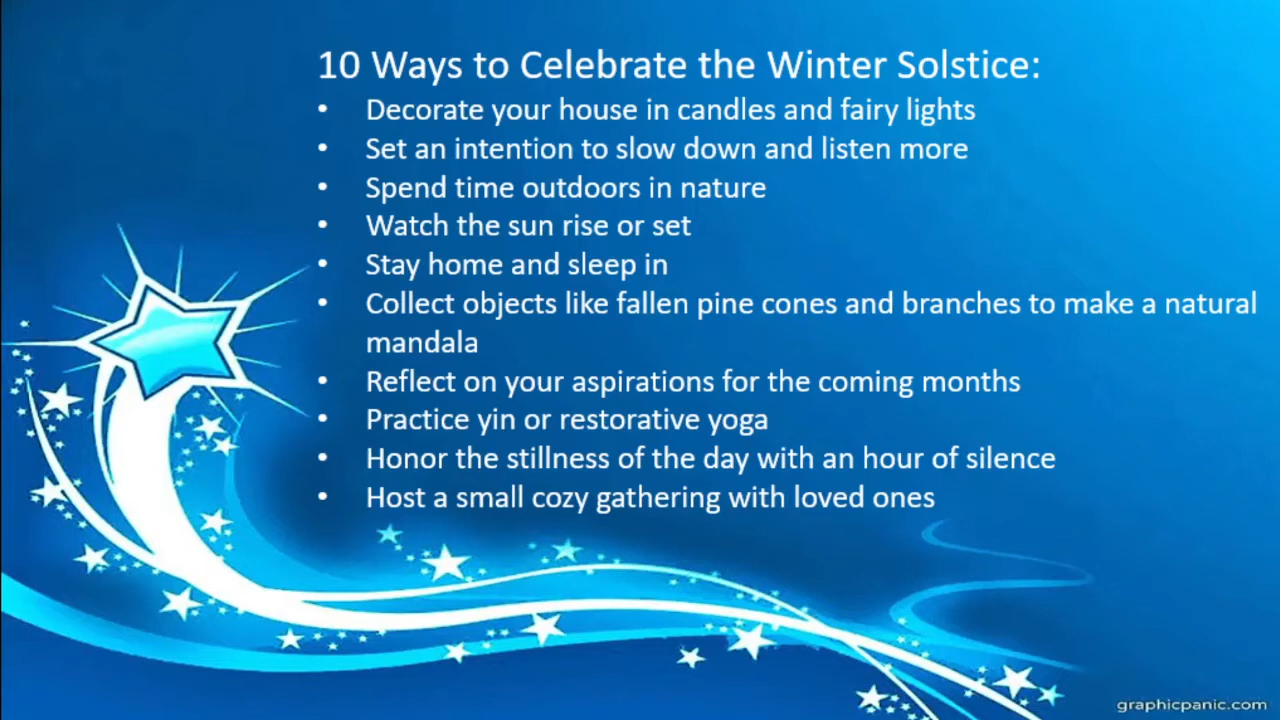 10 Ways to Celebrate the Winter Solstice:
• Decorate your house in candles and fairy lights
• Set an intention to slow down and listen more
• Spend time outdoors in nature
• Watch the sun rise or set
• Stay home and sleep in
• Collect objects like fallen pine cones and branches to make a natural
mandala
• Reflect on your aspirations for the coming months
• Practice yin or restorative yoga
• Honor the stillness of the day with an hour of silence
• Host a small cozy gathering with loved ones
graphicpanic.com